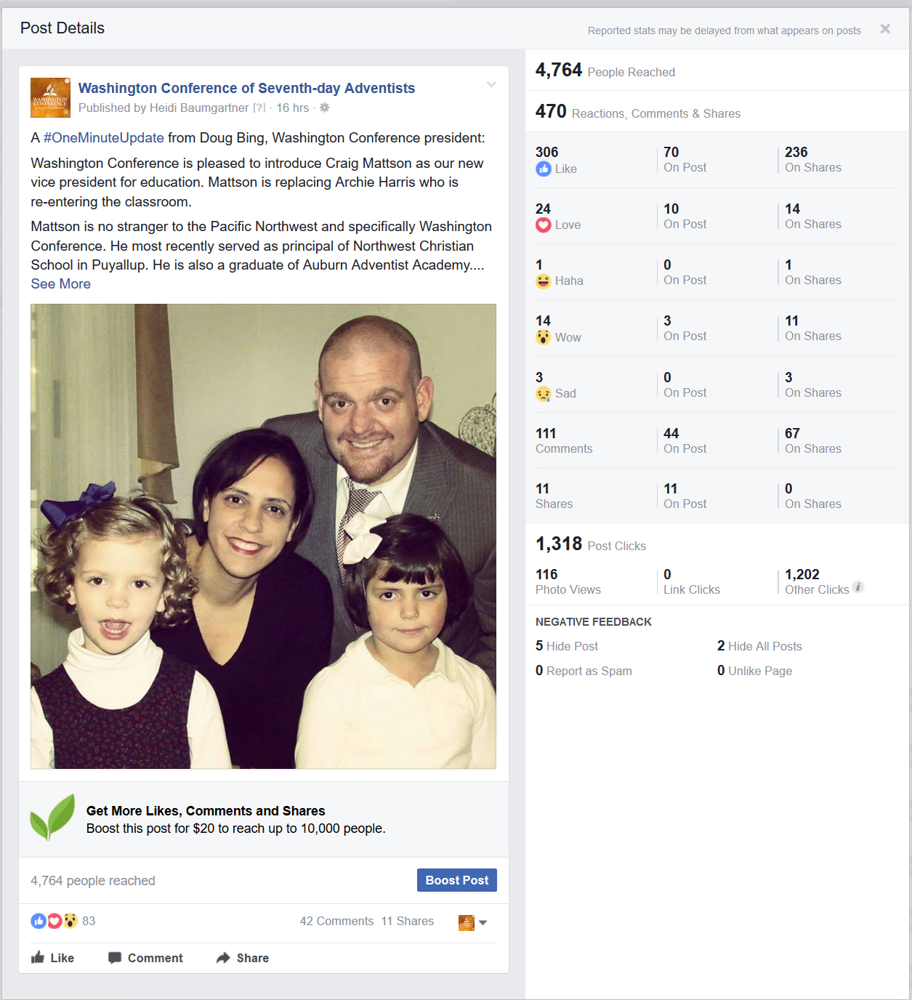 Post Details
Reported stats may be delayed from what appears on posts
WASHINGTON
CONFERENCE
Washington Conference of Seventh-day Adventists
Published by Heidi Baumgartner [?] · 16 hrs ·
A #OneMinuteUpdate from Doug Bing, Washington Conference president:
Washington Conference is pleased to introduce Craig Mattson as our new
vice president for education. Mattson is replacing Archie Harris who is
re-entering the classroom.
Mattson is no stranger to the Pacific Northwest and specifically Washington
Conference. He most recently served as principal of Northwest Christian
School in Puyallup. He is also a graduate of Auburn Adventist Academy....
See More
Get More Likes, Comments and Shares
Boost this post for $20 to reach up to 10,000 people.
4,764 people reached
Boost Post
83
42 Comments 11 Shares
Like Comment Share
4,764 People Reached
470 Reactions, Comments & Shares
306 70 236
Like On Post On Shares
24 10 14
Love On Post On Shares
1 0 1
Haha On Post On Shares
14 3 11
Wow On Post On Shares
3 0 3
Sad On Post On Shares
111 44 67
Comments On Post On Shares
11 11 0
Shares On Post On Shares
1,318 Post Clicks
116 0 1,202
Photo Views Link Clicks Other Clicks i
NEGATIVE FEEDBACK
5 Hide Post 2 Hide All Posts
0 Report as Spam 0 Unlike Page